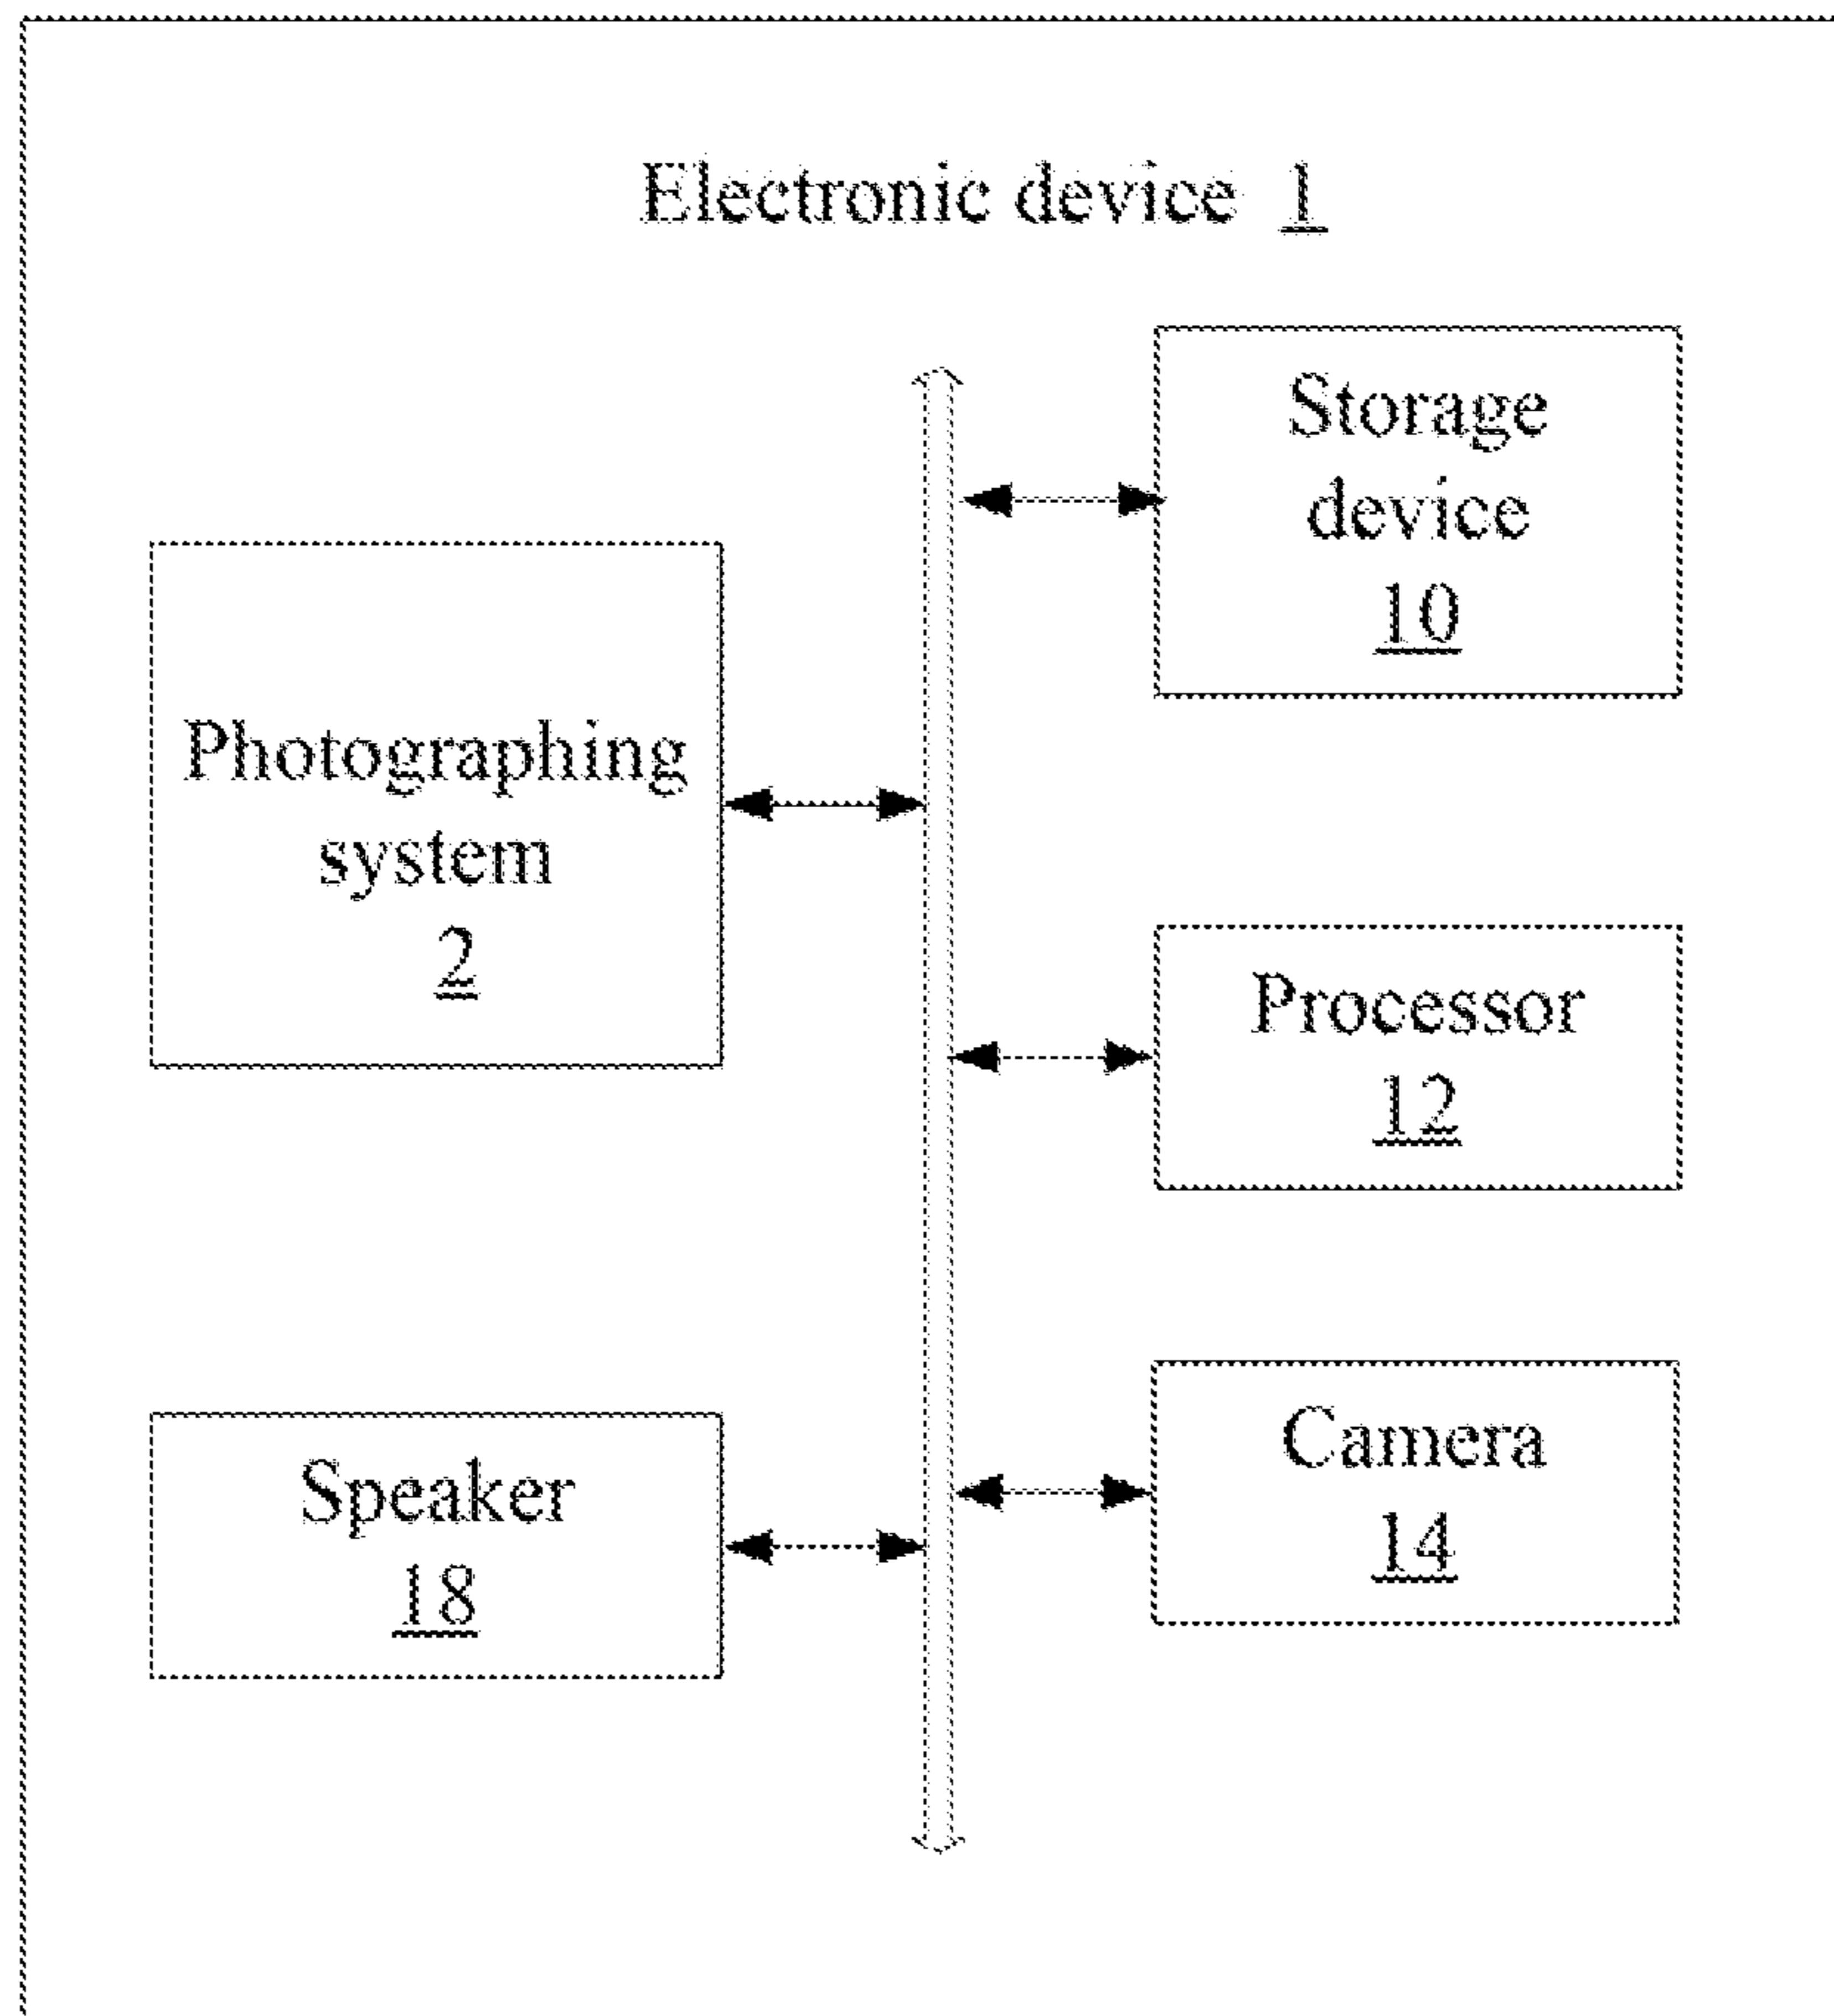 Electronic device 1
Storage
device
10
Photographing
system
2
Processor
12
Camera
14
Speaker
18